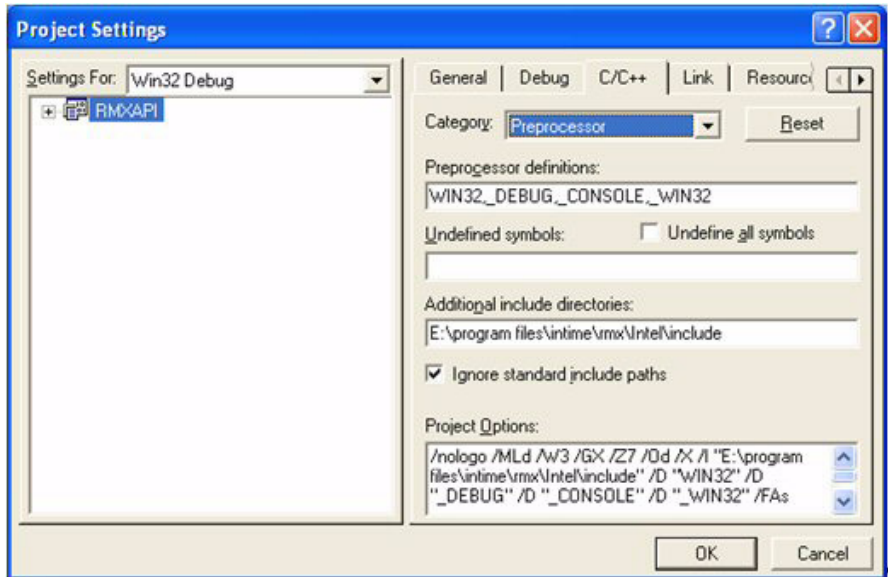 Project Settings
Settings For: Win32 Debug
RMXAPI
General Debug C/C++ Link
Category: Preprocessor Reset
Preprocessor definitions:
WIN32,_DEBUG,_CONSOLE,_WIN32
Undefined symbols: Undefine all symbols
Additional include directories:
E:\program files\intime\rmx\Intel\include
Ignore standard include paths
Project Options:
/nologo /MLd /W3 /GX /Z7 /Od /X /I "E:\program
files\intime\rmx\Intel\include" /D "WIN32" /D
"_DEBUG" /D "_CONSOLE" /D "_WIN32" /FAs
OK Cancel